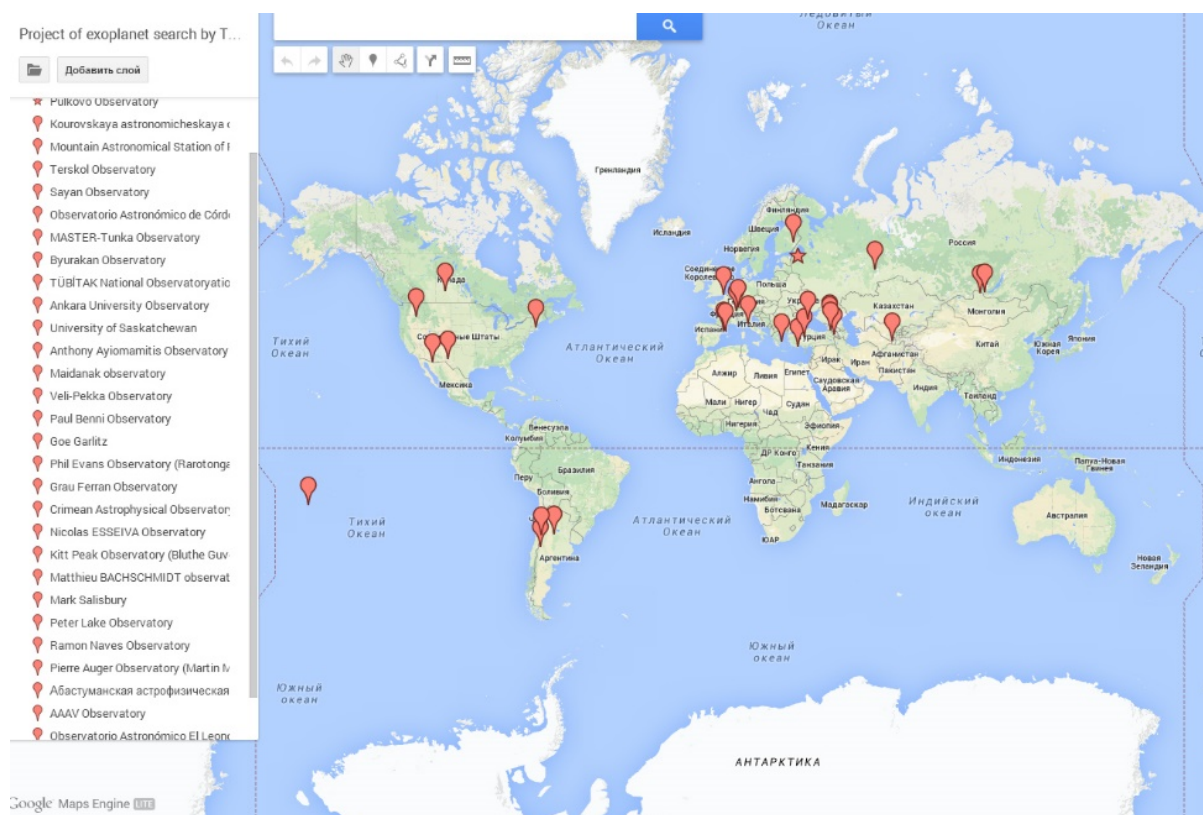 Project of exoplanet search by T...
Добавить слой
Pulkovo Observatory
Kourovskaya astronomicheskaya
Mountain Astronomical Station of
Terskol Observatory
Sayan Observatory
Observatorio Astronómico de Córd
MASTER-Tunka Observatory
Byurakan Observatory
TÜBİTAK National Observatoryatio
Ankara University Observatory
University of Saskatchewan
Anthony Ayiomamitis Observatory
Maidanak observatory
Veli-Pekka Observatory
Paul Benni Observatory
Goe Garlitz
Phil Evans Observatory (Rarotonga
Grau Ferran Observatory
Crimean Astrophysical Observator
Nicolas ESSEIVA Observatory
Kitt Peak Observatory (Bluthe Guv
Matthieu BACHSCHMIDT observat
Mark Salisbury
Peter Lake Observatory
Ramon Naves Observatory
Pierre Auger Observatory (Martin M
Абастуманская астрофизическая
AAAV Observatory
Observatorio Astronómico El Leon
Google Maps Engine LITE
Ледовитый
Океан
Гренландия
Исландия
Финляндия
Швеция
Норвегия
Россия
Польша
Казахстан
Монголия
Италия
Китай
Южная
Корея
Япония
Афганистан
Пакистан
Ирак
Иран
Индия
Таиланд
Алжир
Ливия
Египет
Саудовская
Аравия
Мали
Нигер
Чад
Судан
Нигерия
Эфиопия
ДР Конго
Кения
Танзания
Ангола
Намибия
Ботсвана
Мадагаскар
ЮАР
Индонезия
Папуа-Новая
Гвинея
Австралия
Новая
Зеландия
Индийский
океан
Тихий
Океан
Штаты
Мексика
Атлантический
Океан
Венесуэла
Колумбия
Перу
Бразилия
Боливия
Аргентина
Тихий
Океан
Атлантический
Океан
Южный
океан
Южный
океан
АНТАРКТИКА